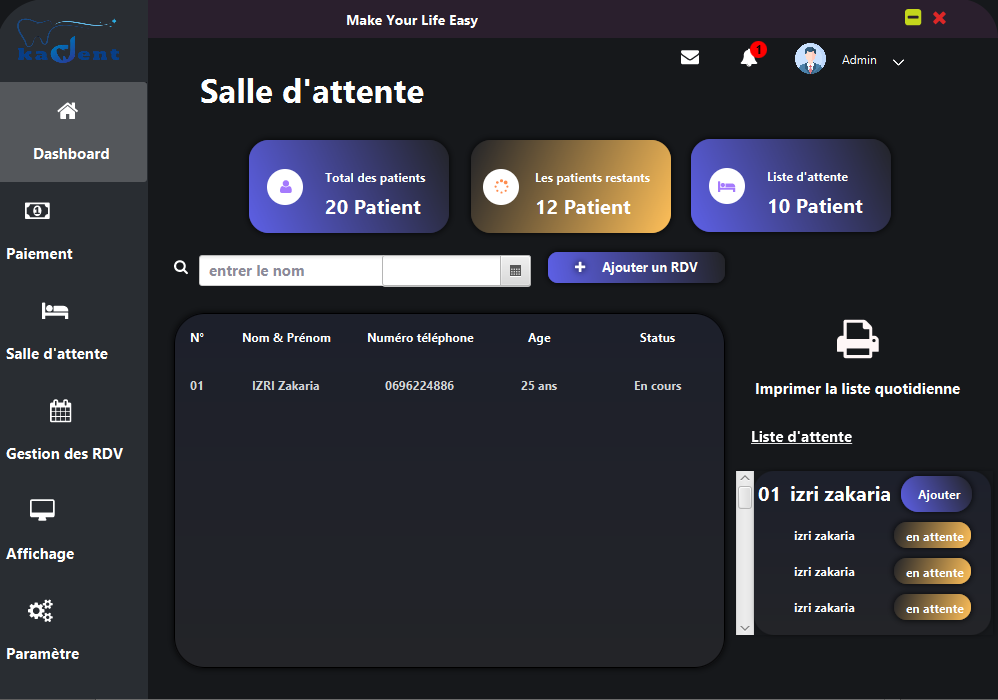 Make Your Life Easy
kadent
1
Admin
Salle d'attente
Dashboard
Paiement
Salle d'attente
Gestion des RDV
Affichage
Paramètre
Total des patients
20 Patient
Les patients restants
12 Patient
Liste d'attente
10 Patient
entrer le nom
+ Ajouter un RDV
N° Nom & Prénom Numéro téléphone Age Status
01 IZRI Zakaria 0696224886 25 ans En cours
Imprimer la liste quotidienne
Liste d'attente
01 izri zakaria Ajouter
izri zakaria en attente
izri zakaria en attente
izri zakaria en attente